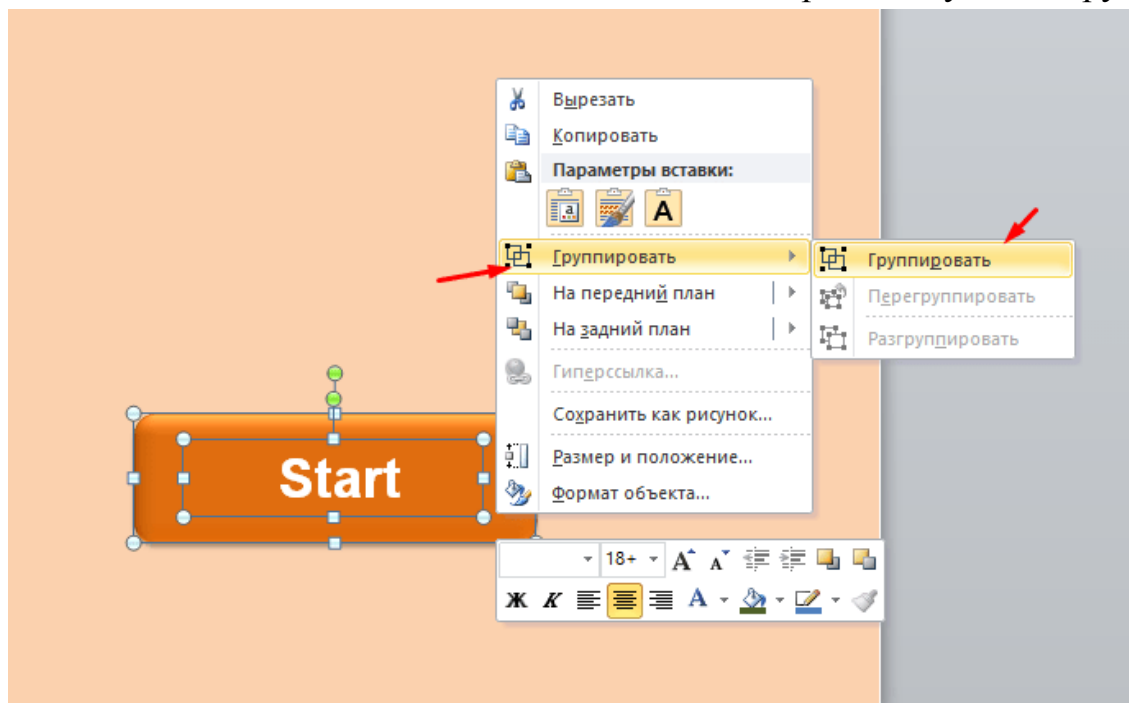 Вырезать
Копировать
Параметры вставки:
a A
Группировать
Группировать
На передний план
Перегруппировать
На задний план
Разгруппировать
Гиперссылка...
Сохранить как рисунок...
Start
Размер и положение...
Формат объекта...
18+ A A
Ж К A